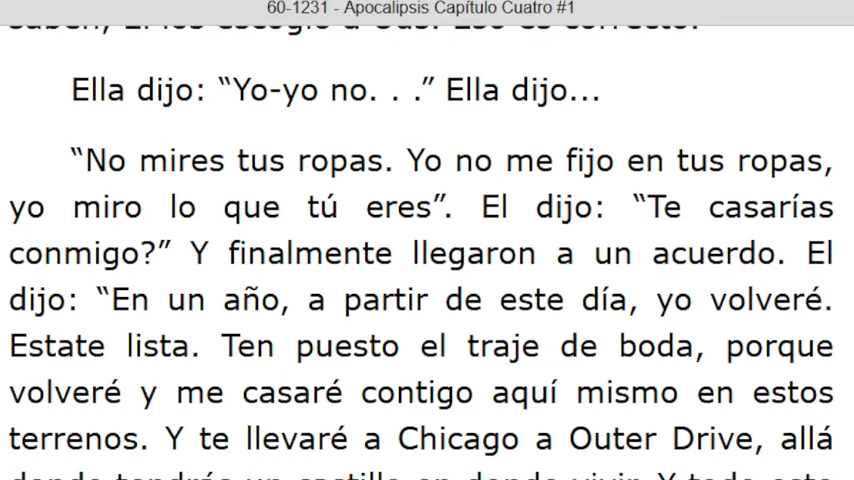 60-1231 - Apocalipsis Capítulo Cuatro #1
Ella dijo: “Yo-yo no. . .” Ella dijo...
“No mires tus ropas. Yo no me fijo en tus ropas,
yo miro lo que tú eres”. El dijo: “Te casarías
conmigo?” Y finalmente llegaron a un acuerdo. El
dijo: “En un año, a partir de este día, yo volveré.
Estate lista. Ten puesto el traje de boda, porque
volveré y me casaré contigo aquí mismo en estos
terrenos. Y te llevaré a Chicago a Outer Drive, allá